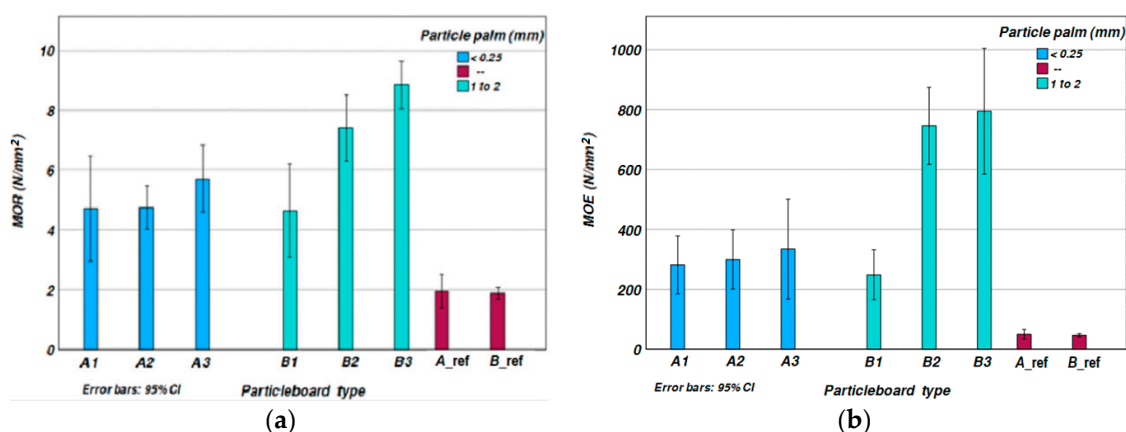 Particle palm (mm)
< 0.25
--
1 to 2
10
8
6
4
2
0
MOR (N/mm²)
A1 A2 A3 B1 B2 B3 A_ref B_ref
Error bars: 95% CI Particleboard type
(a)
Particle palm (mm)
< 0.25
--
1 to 2
1000
800
600
400
200
0
MOE (N/mm²)
A1 A2 A3 B1 B2 B3 A_ref B_ref
Error bars: 95% CI Particleboard type
(b)